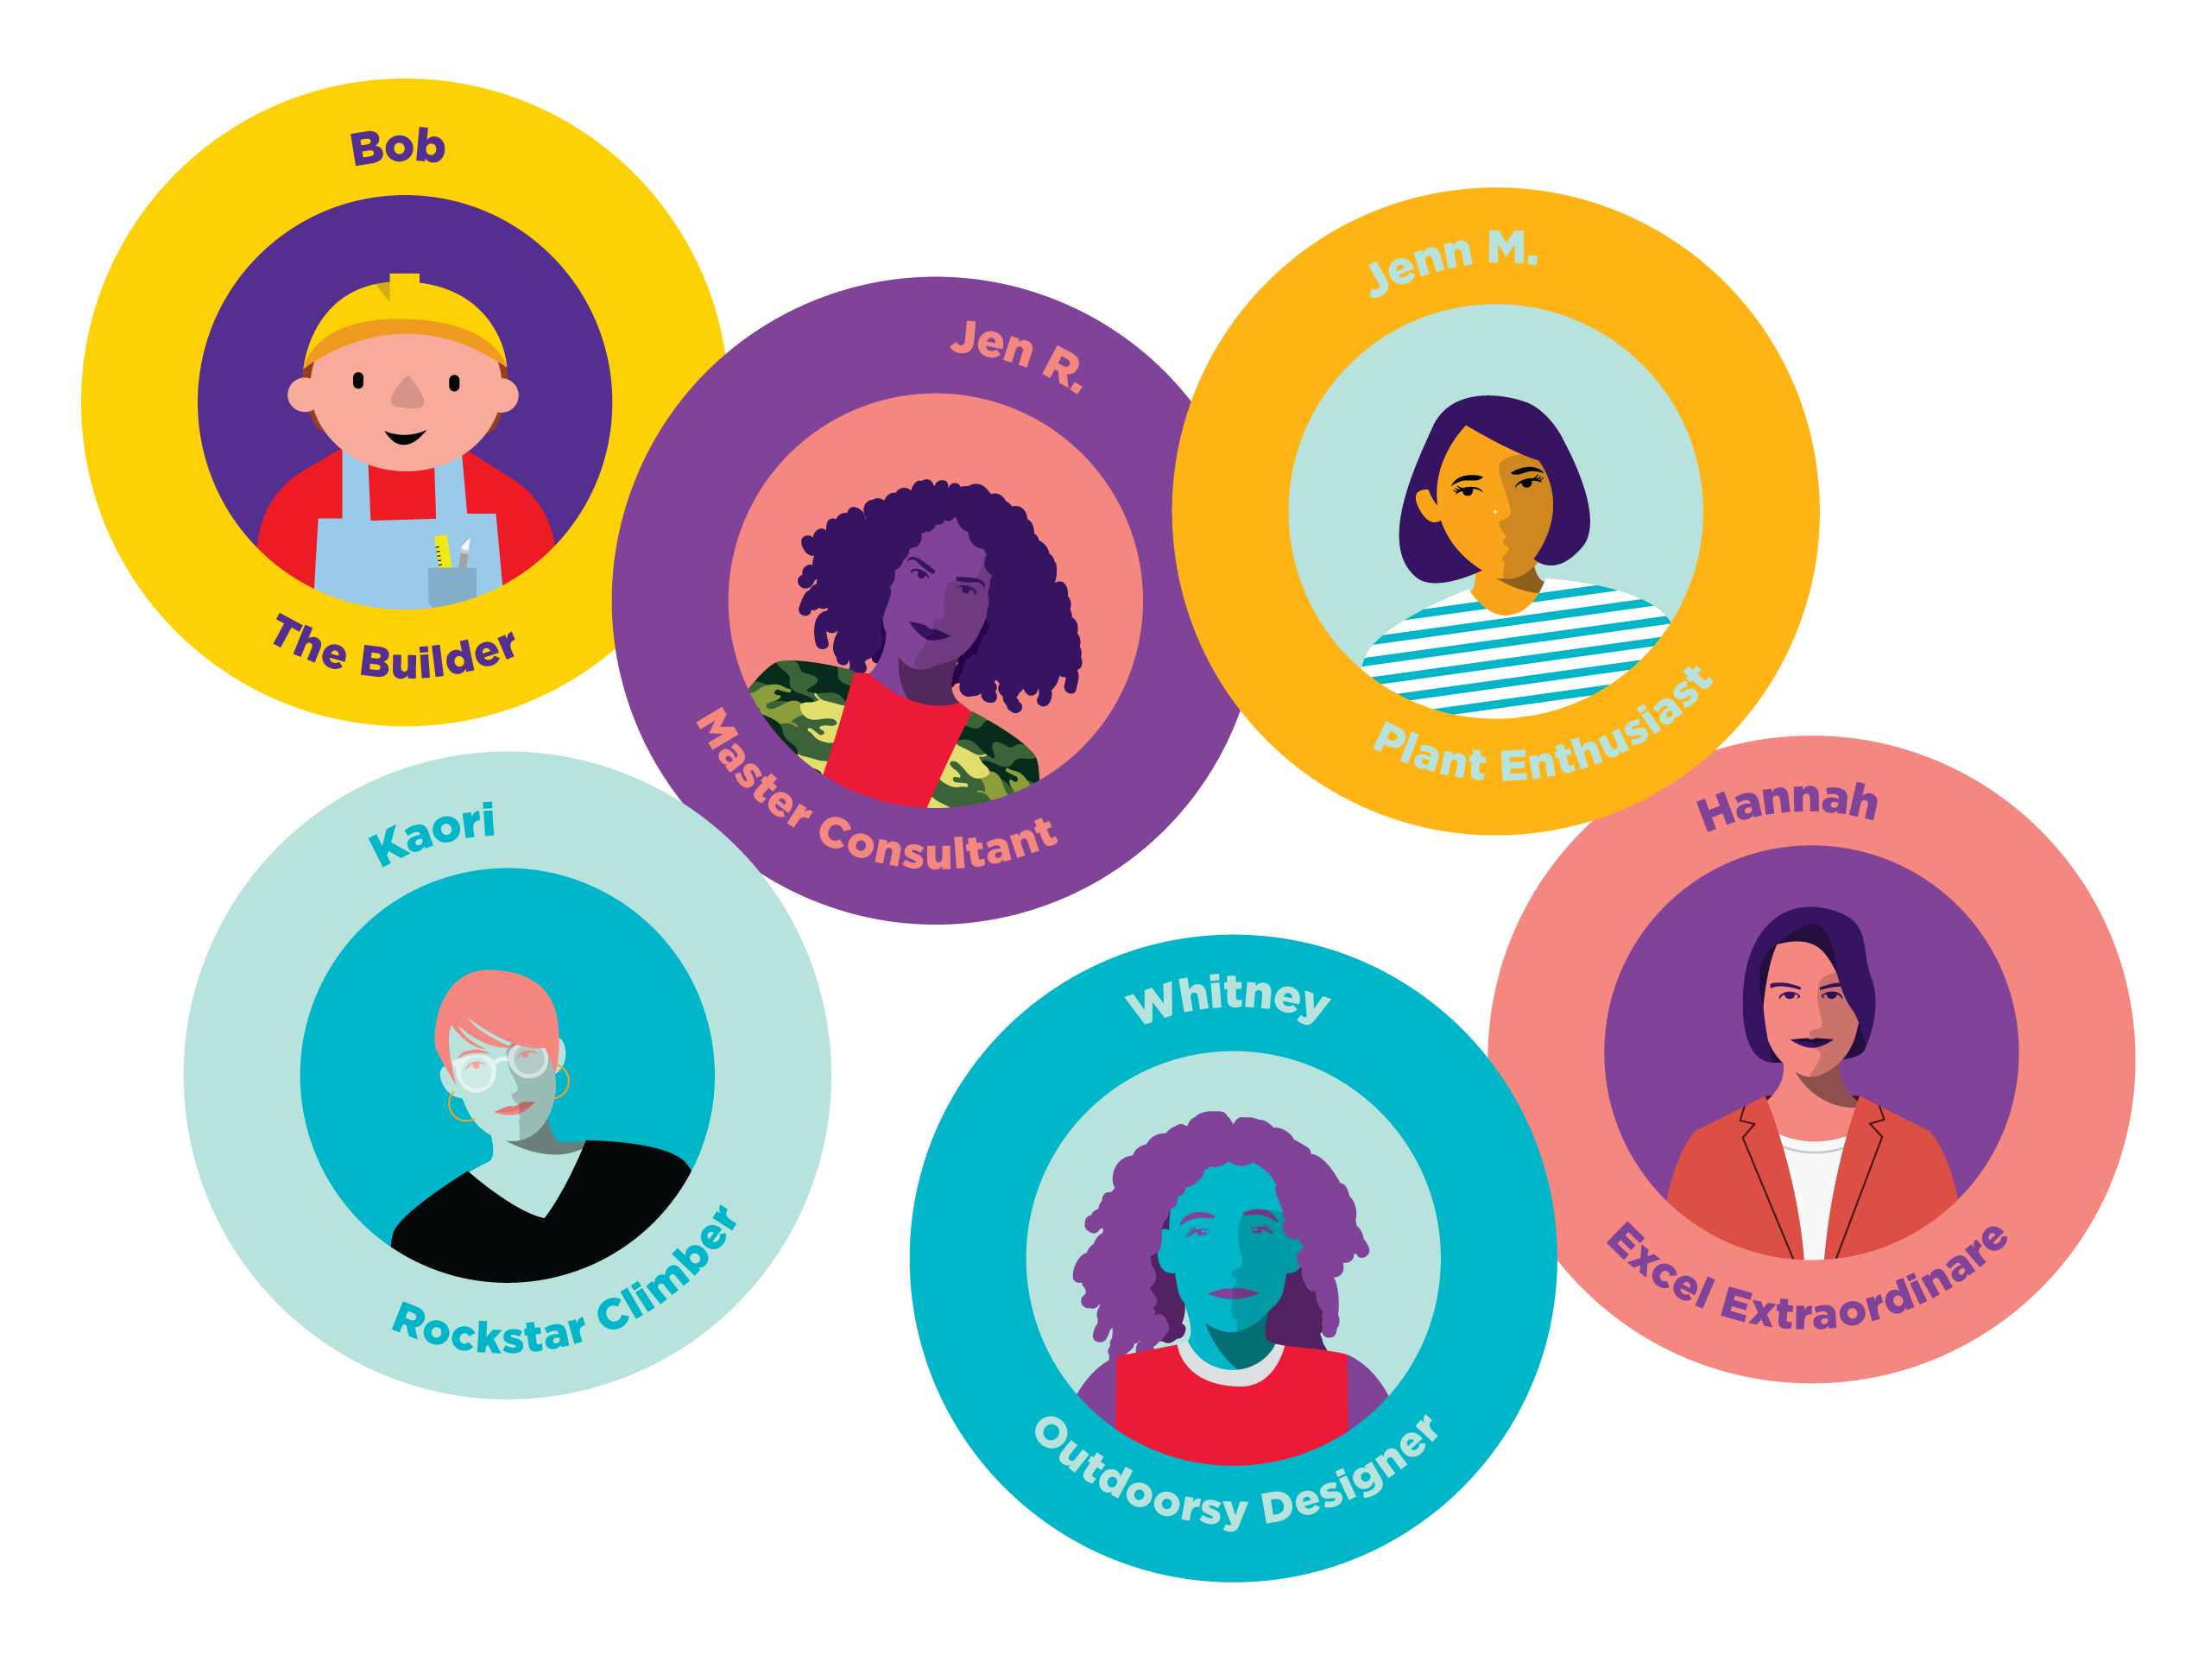 Bob
The Builder
Jen R.
Master Consultant
Jenn M.
Plant Enthusiast
Kaori
Rockstar Climber
Whitney
Outdoorsy Designer
Hannah
Excel Extraordinare